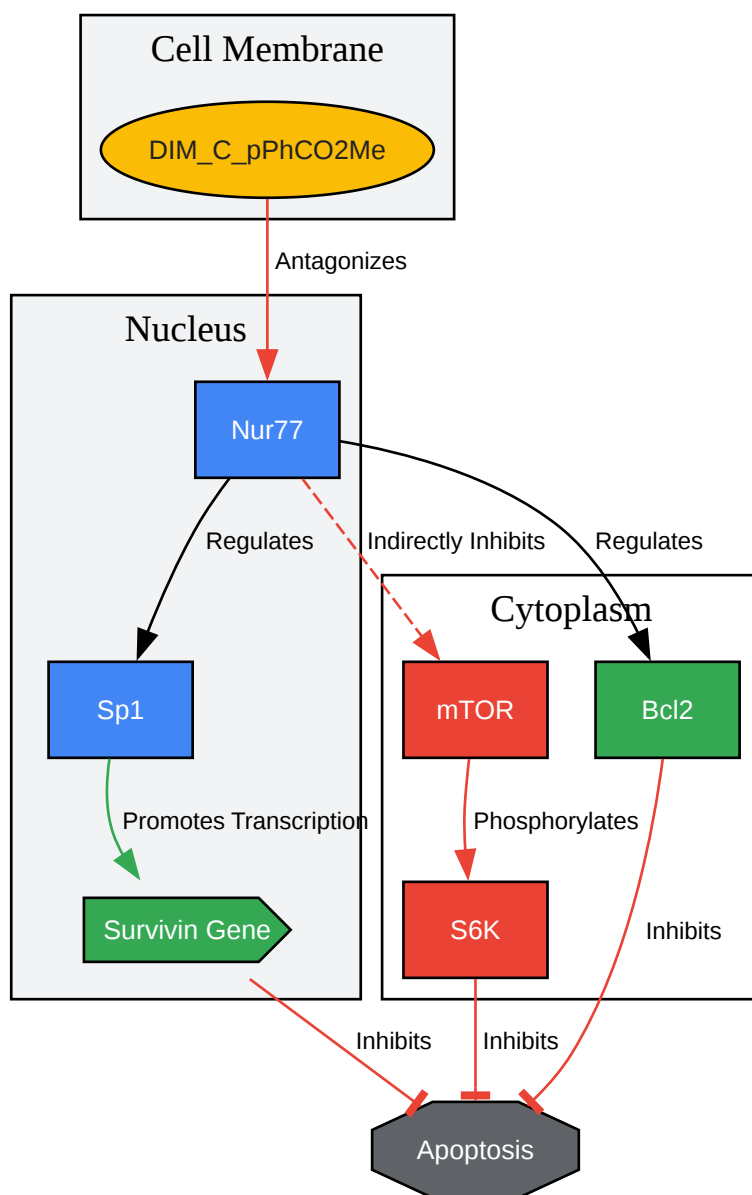 Cell Membrane
DIM_C_pPhCO2Me
Antagonizes
Nucleus
Nur77
Regulates
Indirectly Inhibits
Regulates
Cytoplasm
Sp1
mTOR
Bcl2
Promotes Transcription
Phosphorylates
Survivin Gene
S6K
Inhibits
Inhibits
Inhibits
Apoptosis